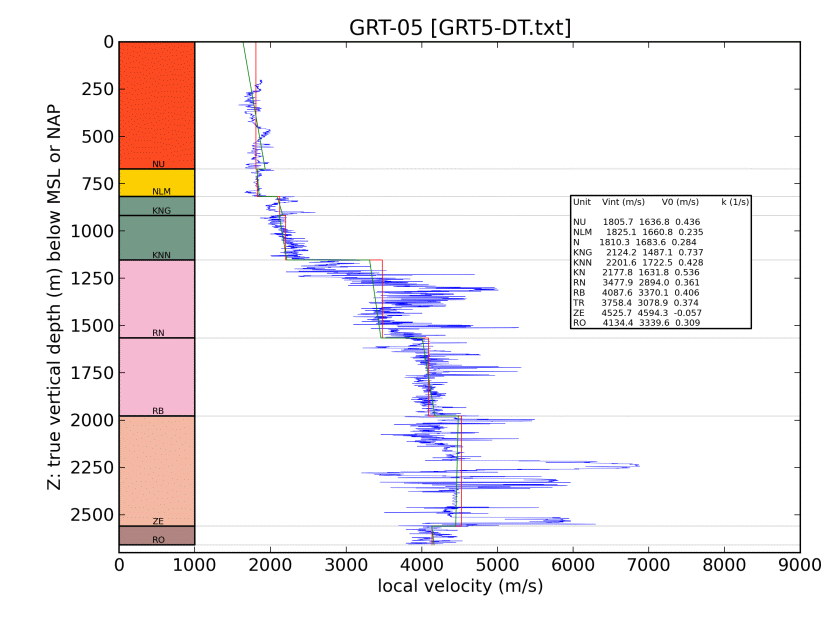 GRT-05 [GRT5-DT.txt]
Z: true vertical depth (m) below MSL or NAP
0
250
500
750
1000
1250
1500
1750
2000
2250
2500
NU
NLM
KNG
KNN
RN
RB
ZE
RO
Unit Vint (m/s) V0 (m/s) k (1/s)
NU 1805.7 1636.8 0.436
NLM 1825.1 1660.8 0.235
N 1810.3 1683.6 0.284
KNG 2124.2 1487.1 0.737
KNN 2201.6 1722.5 0.428
KN 2177.8 1631.8 0.536
RN 3477.9 2894.0 0.361
RB 4087.6 3370.1 0.406
TR 3758.4 3078.9 0.374
ZE 4525.7 4594.3 -0.057
RO 4134.4 3339.6 0.309
0 1000 2000 3000 4000 5000 6000 7000 8000 9000
local velocity (m/s)